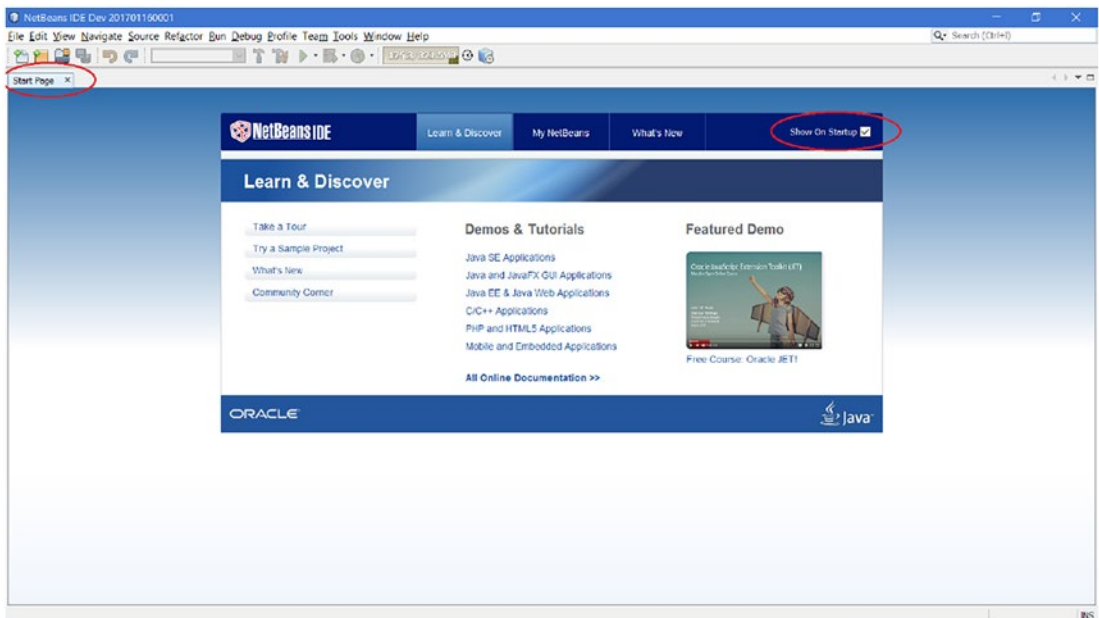 NetBeans IDE Dev 201701160001
File Edit View Navigate Source Refactor Run Debug Profile Team Tools Window Help
Search (Ctrl+I)
Start Page
NetBeans IDE
Learn & Discover
My NetBeans
What's New
Show On Startup
Learn & Discover
Take a Tour
Try a Sample Project
What's New
Community Corner
Demos & Tutorials
Java SE Applications
Java and JavaFX GUI Applications
Java EE & Java Web Applications
C/C++ Applications
PHP and HTML5 Applications
Mobile and Embedded Applications
All Online Documentation >>
Featured Demo
Oracle JavaScript Extension Toolkit (JET)
Free Course: Oracle JET!
ORACLE
Java
INS